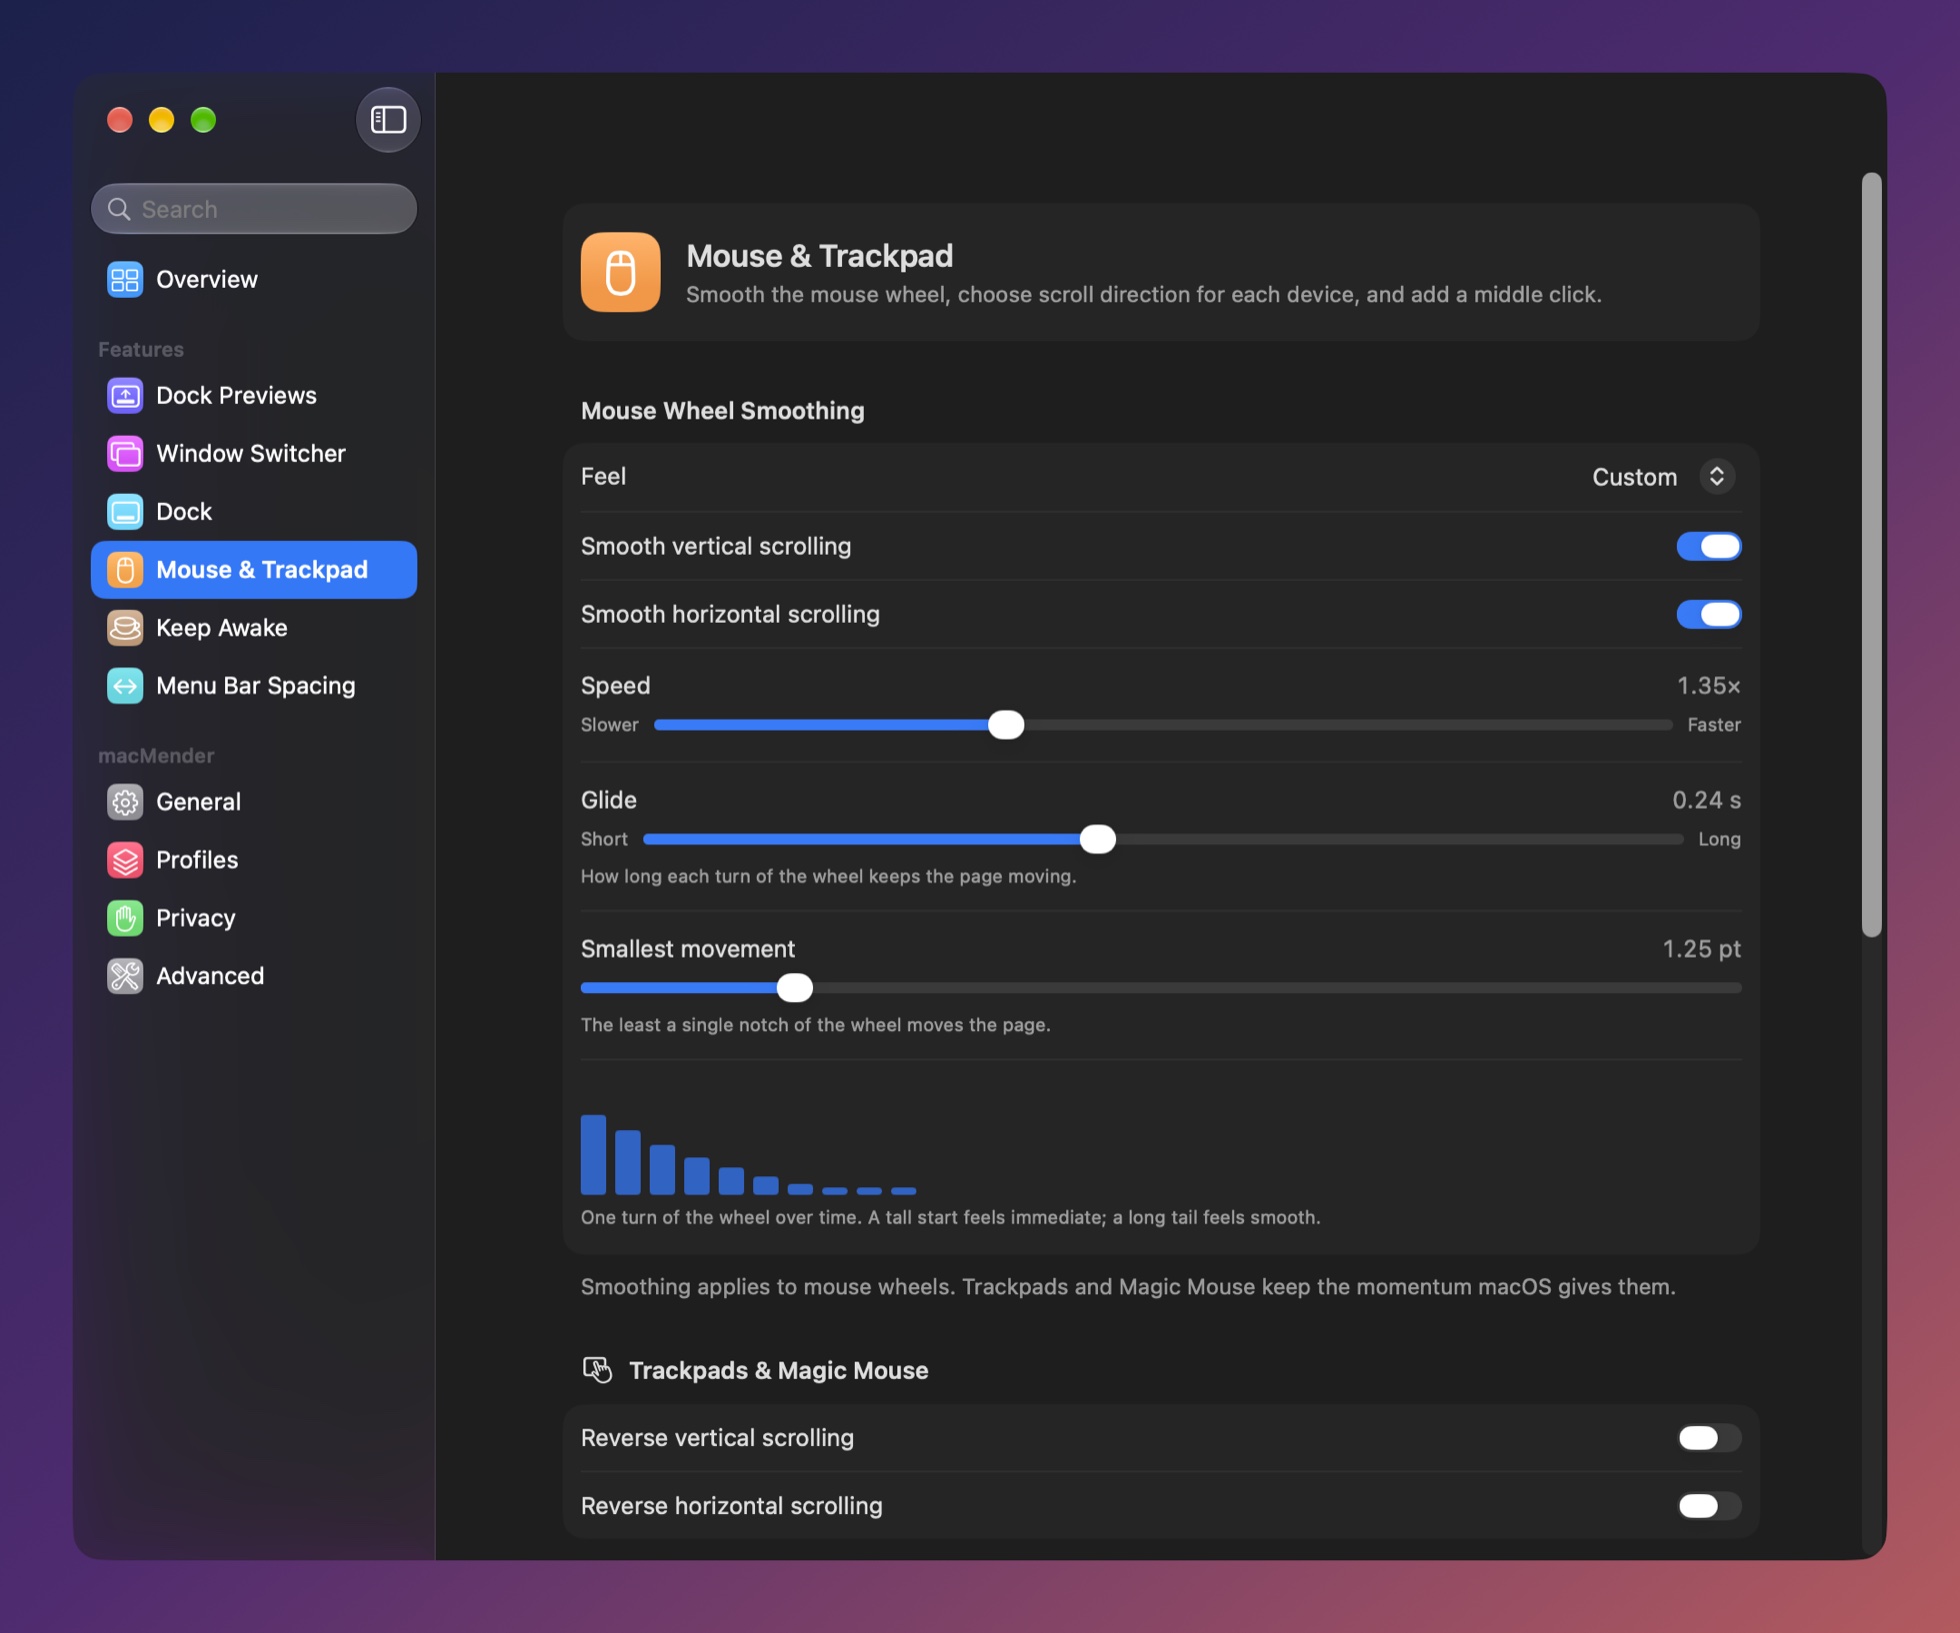 Search
Overview
Features
Dock Previews
Window Switcher
Dock
Mouse & Trackpad
Keep Awake
Menu Bar Spacing
macMender
General
Profiles
Privacy
Advanced
Mouse & Trackpad
Smooth the mouse wheel, choose scroll direction for each device, and add a middle click.
Mouse Wheel Smoothing
Feel Custom
Smooth vertical scrolling
Smooth horizontal scrolling
Speed 1.35×
Slower Faster
Glide 0.24 s
Short Long
How long each turn of the wheel keeps the page moving.
Smallest movement 1.25 pt
The least a single notch of the wheel moves the page.
One turn of the wheel over time. A tall start feels immediate; a long tail feels smooth.
Smoothing applies to mouse wheels. Trackpads and Magic Mouse keep the momentum macOS gives them.
Trackpads & Magic Mouse
Reverse vertical scrolling
Reverse horizontal scrolling